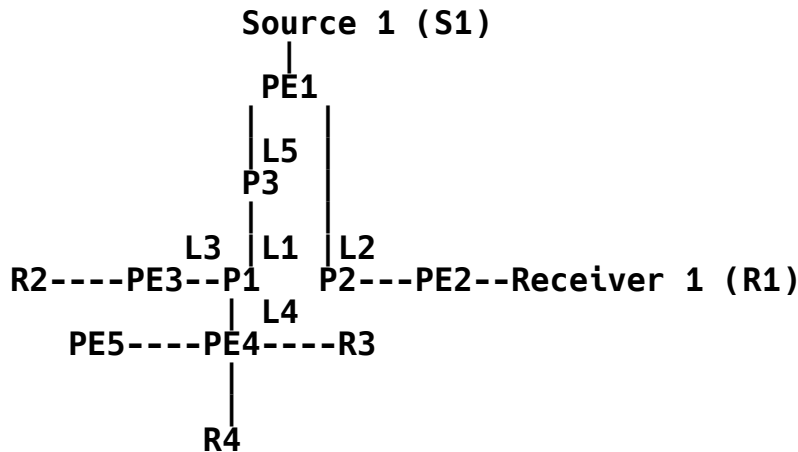 Source 1 (S1)
|
PE1
| |
|L5 |
P3 |
| |
L3 |L1 |L2
R2----PE3--P1 P2---PE2--Receiver 1 (R1)
| L4
PE5----PE4----R3
|
|
R4